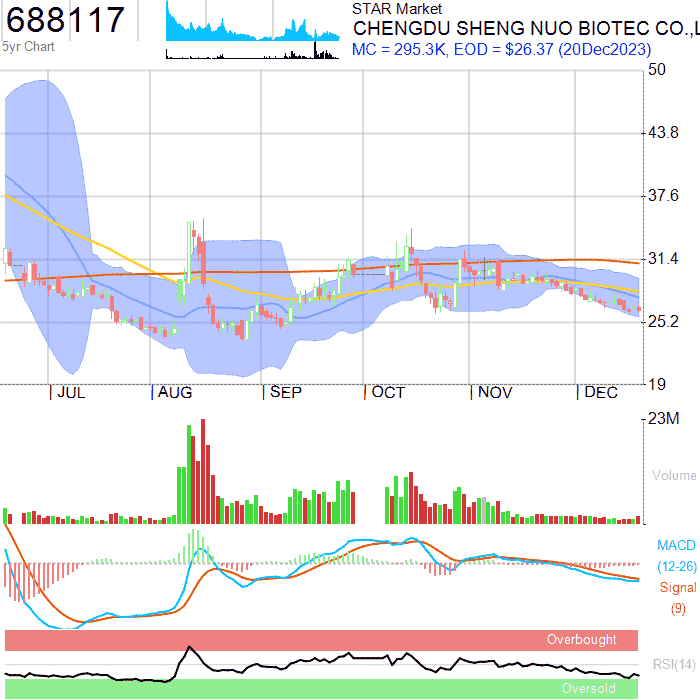 688117
5yr Chart
STAR Market
CHENGDU SHENG NUO BIOTEC CO.,L
MC = 295.3K, EOD = $26.37 (20Dec2023)
50
43.8
37.6
31.4
25.2
19
JUL
AUG
SEP
OCT
NOV
DEC
23M
Volume
MACD
(12-26)
Signal
(9)
Overbought
RSI(14)
Oversold